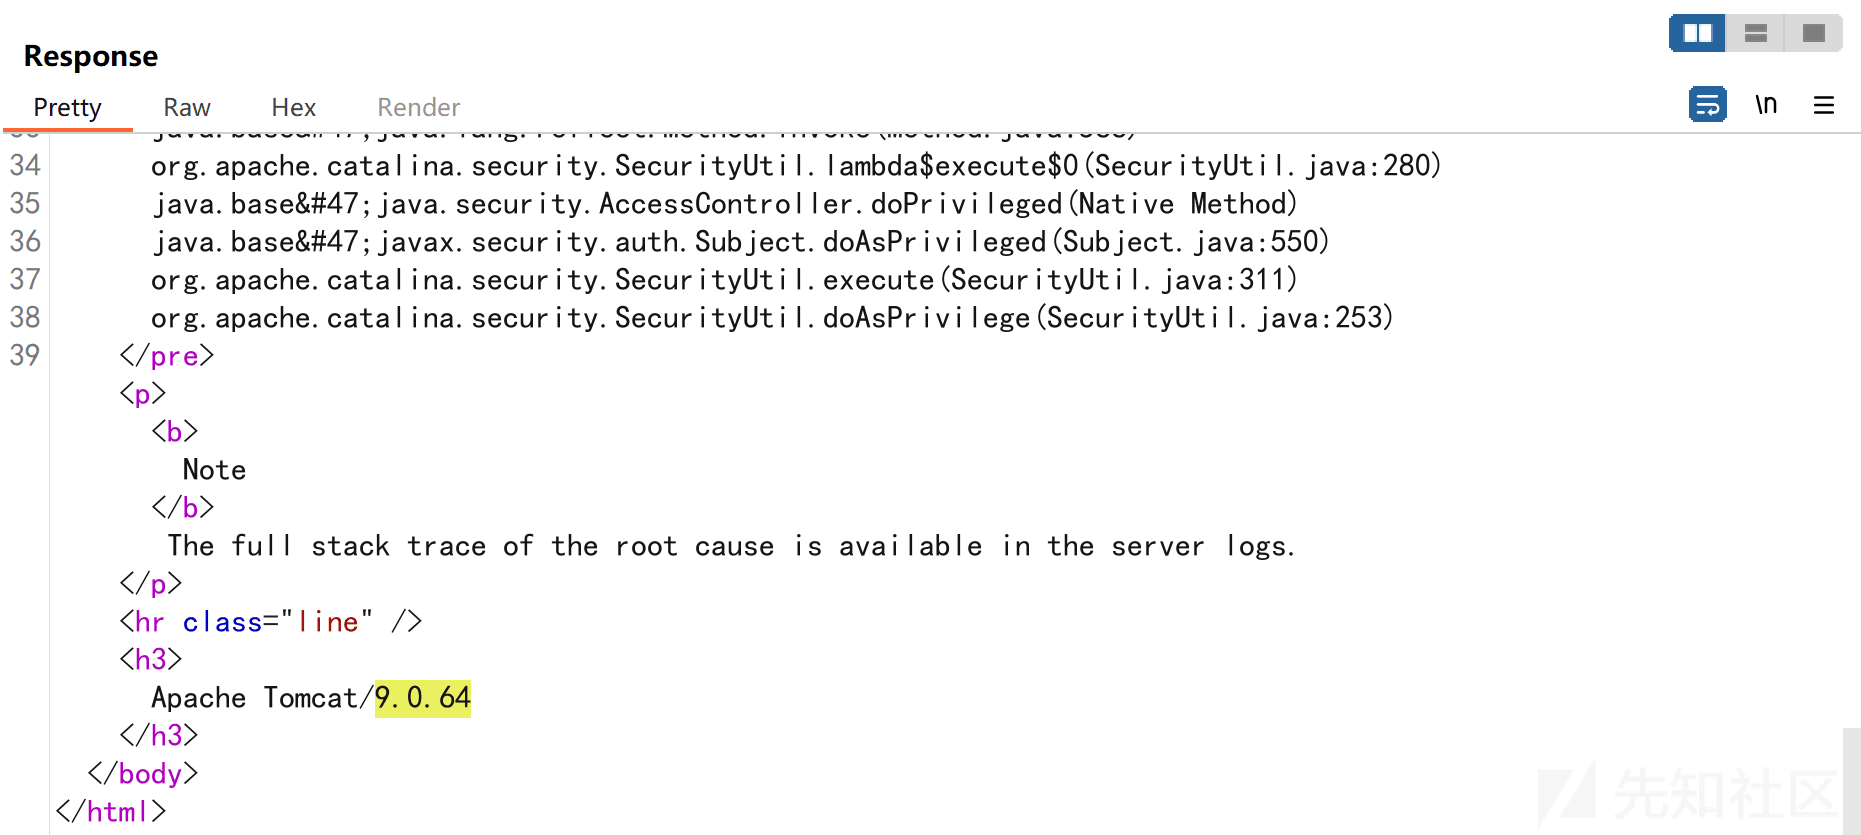 Response
Pretty Raw Hex Render
\n
34 org.apache.catalina.security.SecurityUtil.lambda$execute$0(SecurityUtil.java:280)
35 java.base&#47;java.security.AccessController.doPrivileged(Native Method)
36 java.base&#47;javax.security.auth.Subject.doAsPrivileged(Subject.java:550)
37 org.apache.catalina.security.SecurityUtil.execute(SecurityUtil.java:311)
38 org.apache.catalina.security.SecurityUtil.doAsPrivilege(SecurityUtil.java:253)
39 </pre>
<p>
<b>
Note
</b>
The full stack trace of the root cause is available in the server logs.
</p>
<hr class="line" />
<h3>
Apache Tomcat/9.0.64
</h3>
</body>
</html>
先知社区